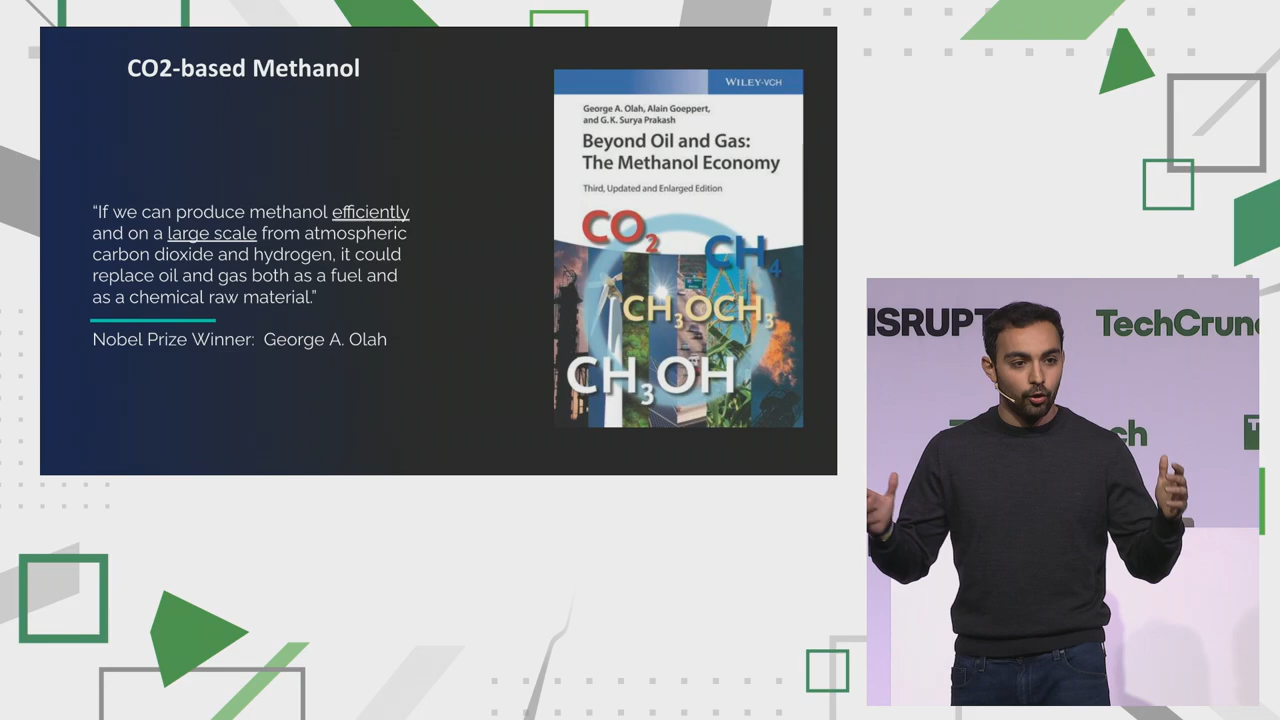 CO2-based Methanol
“If we can produce methanol efficiently
and on a large scale from atmospheric
carbon dioxide and hydrogen, it could
replace oil and gas both as a fuel and
as a chemical raw material.”
Nobel Prize Winner: George A. Olah
WILEY-VCH
George A. Olah, Alain Goeppert,
and G. K. Surya Prakash
Beyond Oil and Gas:
The Methanol Economy
Third, Updated and Enlarged Edition
CO2
CH4
CH3OCH3
CH3OH
ISRUPT
TechCrunc
ch